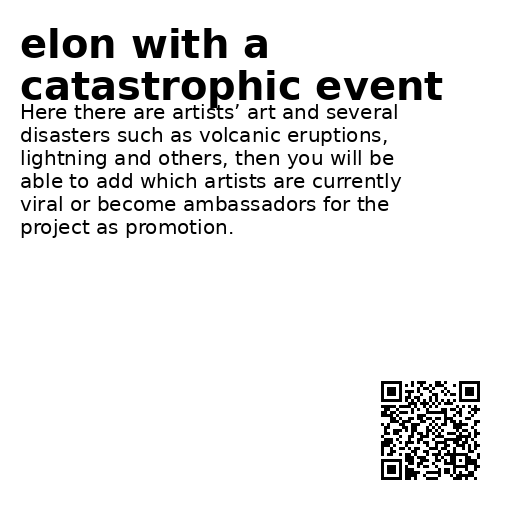 elon with a
catastrophic event
Here there are artists’ art and several
disasters such as volcanic eruptions,
lightning and others, then you will be
able to add which artists are currently
viral or become ambassadors for the
project as promotion.